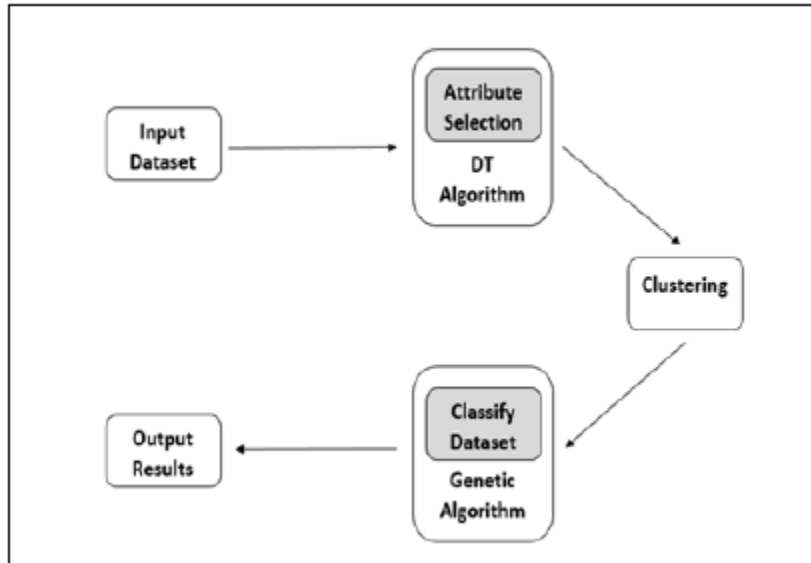 Input
Dataset
Attribute
Selection
DT
Algorithm
Clustering
Classify
Dataset
Genetic
Algorithm
Output
Results